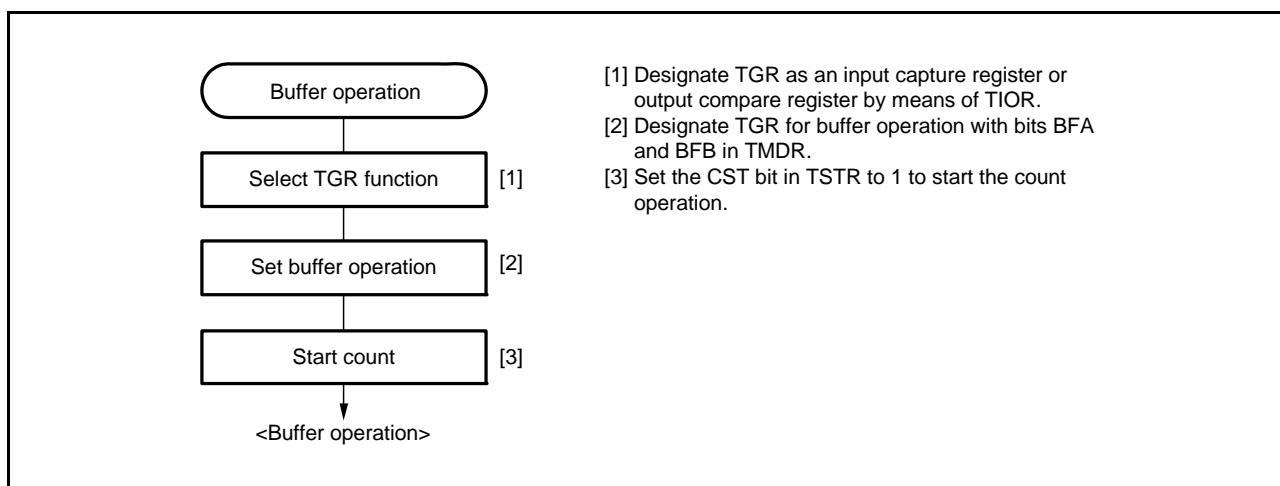 Buffer operation
Select TGR function [1]
Set buffer operation [2]
Start count [3]
<Buffer operation>
[1] Designate TGR as an input capture register or
output compare register by means of TIOR.
[2] Designate TGR for buffer operation with bits BFA
and BFB in TMDR.
[3] Set the CST bit in TSTR to 1 to start the count
operation.